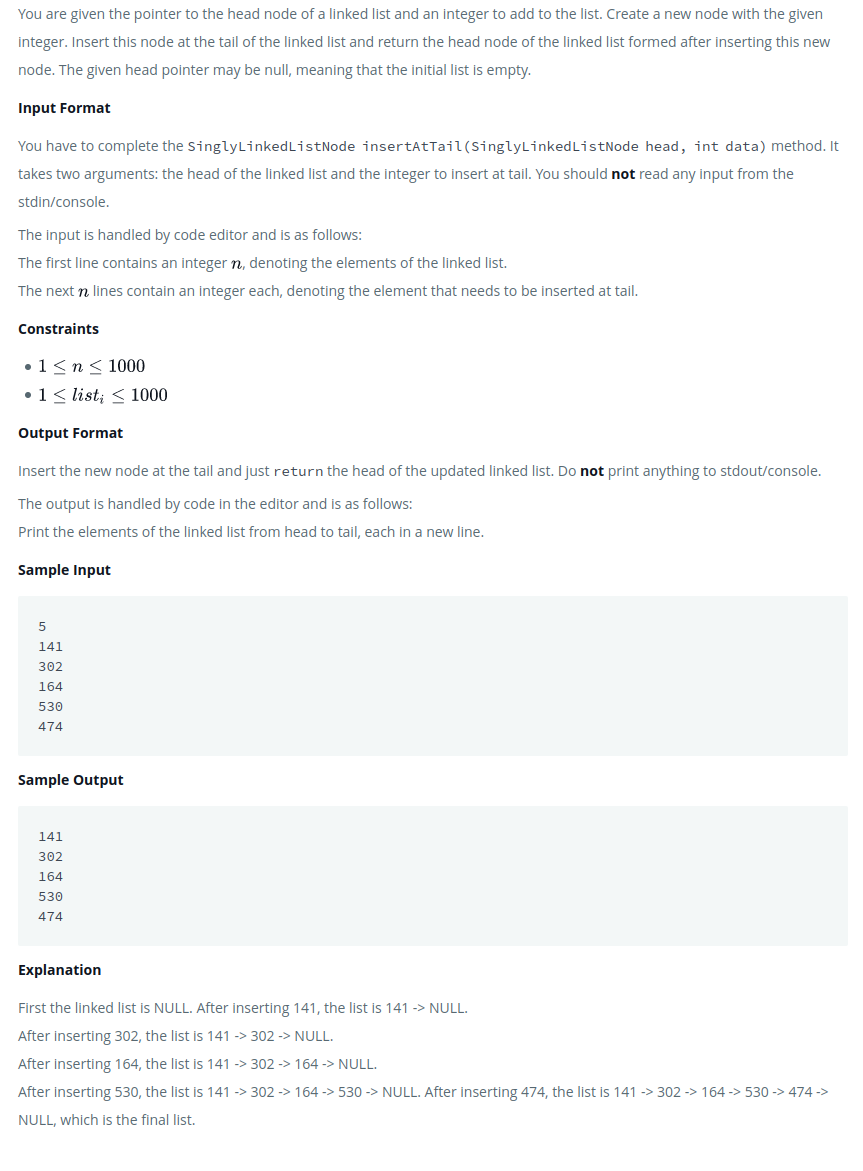 You are given the pointer to the head node of a linked list and an integer to add to the list. Create a new node with the given
integer. Insert this node at the tail of the linked list and return the head node of the linked list formed after inserting this new
node. The given head pointer may be null, meaning that the initial list is empty.
Input Format
You have to complete the SinglyLinkedListNode insertAtTail(SinglyLinkedListNode head, int data) method. It
takes two arguments: the head of the linked list and the integer to insert at tail. You should not read any input from the
stdin/console.
The input is handled by code editor and is as follows:
The first line contains an integer n, denoting the elements of the linked list.
The next n lines contain an integer each, denoting the element that needs to be inserted at tail.
Constraints
• 1 ≤ n ≤ 1000
• 1 ≤ listᵢ ≤ 1000
Output Format
Insert the new node at the tail and just return the head of the updated linked list. Do not print anything to stdout/console.
The output is handled by code in the editor and is as follows:
Print the elements of the linked list from head to tail, each in a new line.
Sample Input
5
141
302
164
530
474
Sample Output
141
302
164
530
474
Explanation
First the linked list is NULL. After inserting 141, the list is 141 -> NULL.
After inserting 302, the list is 141 -> 302 -> NULL.
After inserting 164, the list is 141 -> 302 -> 164 -> NULL.
After inserting 530, the list is 141 -> 302 -> 164 -> 530 -> NULL. After inserting 474, the list is 141 -> 302 -> 164 -> 530 -> 474 ->
NULL, which is the final list.